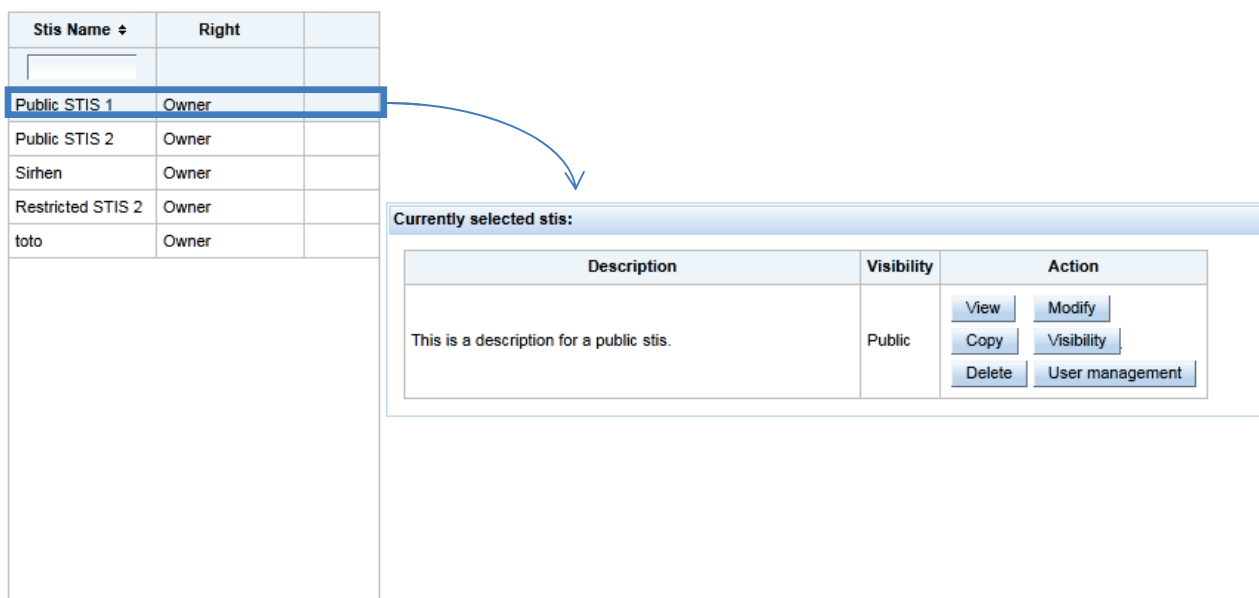 Stis Name Right
Public STIS 1 Owner
Public STIS 2 Owner
Sirhen Owner
Restricted STIS 2 Owner
toto Owner
Currently selected stis:
Description Visibility Action
This is a description for a public stis. Public
View Modify
Copy Visibility
Delete User management